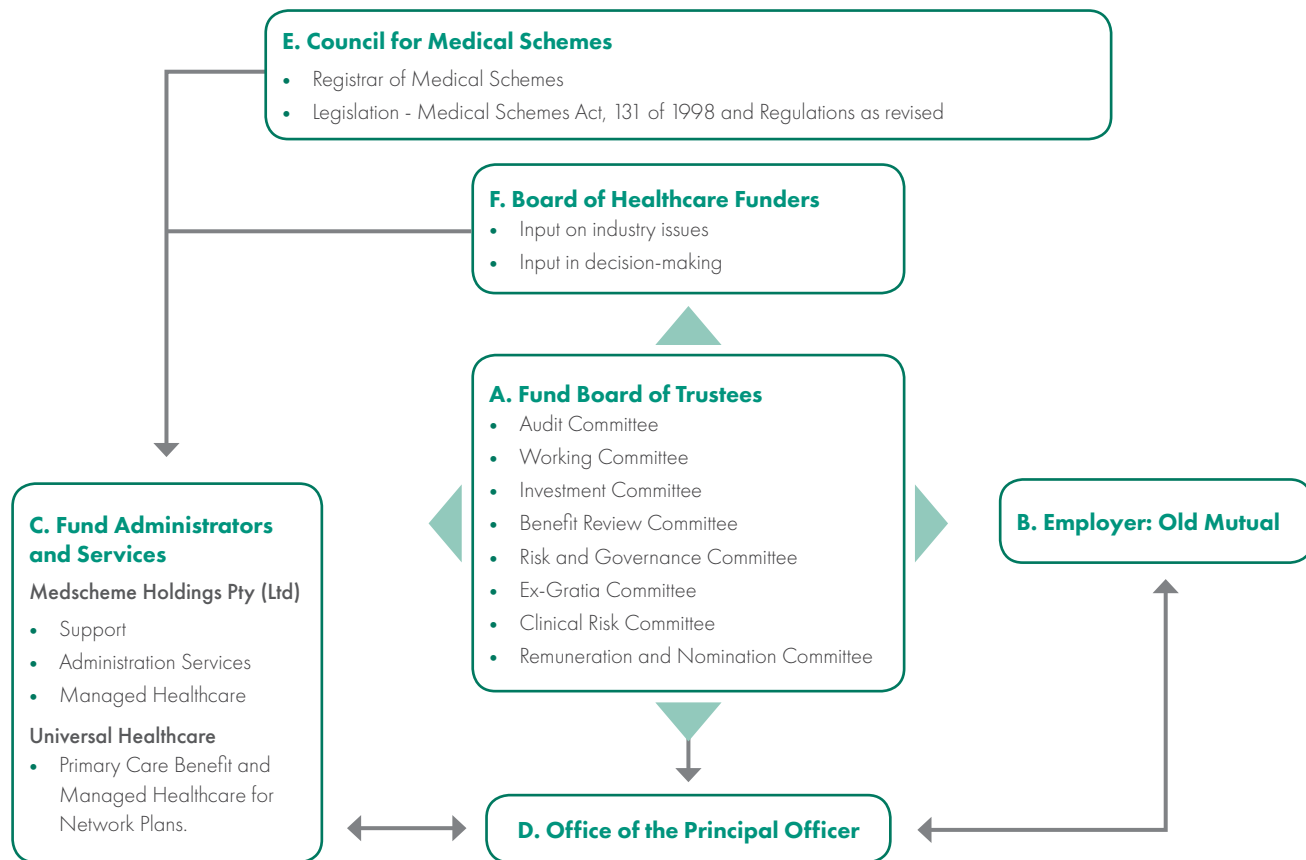 E. Council for Medical Schemes
• Registrar of Medical Schemes
• Legislation - Medical Schemes Act, 131 of 1998 and Regulations as revised
F. Board of Healthcare Funders
• Input on industry issues
• Input in decision-making
A. Fund Board of Trustees
• Audit Committee
• Working Committee
• Investment Committee
• Benefit Review Committee
• Risk and Governance Committee
• Ex-Gratia Committee
• Clinical Risk Committee
• Remuneration and Nomination Committee
C. Fund Administrators
and Services
Medscheme Holdings Pty (Ltd)
• Support
• Administration Services
• Managed Healthcare
Universal Healthcare
• Primary Care Benefit and
Managed Healthcare for
Network Plans.
B. Employer: Old Mutual
D. Office of the Principal Officer